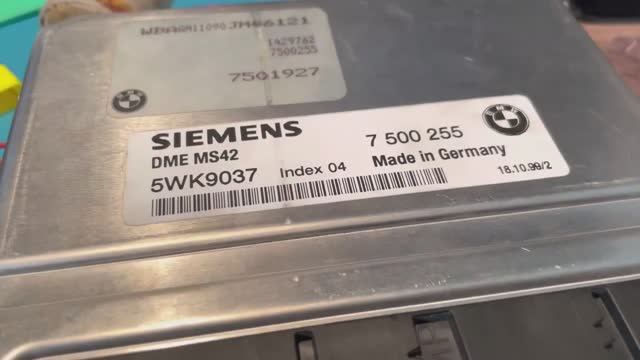 JM06121
1429762
7500255
7501927
SIEMENS 7 500 255
DME MS42 Made in Germany
5WK9037 Index 04 18.10.99/2